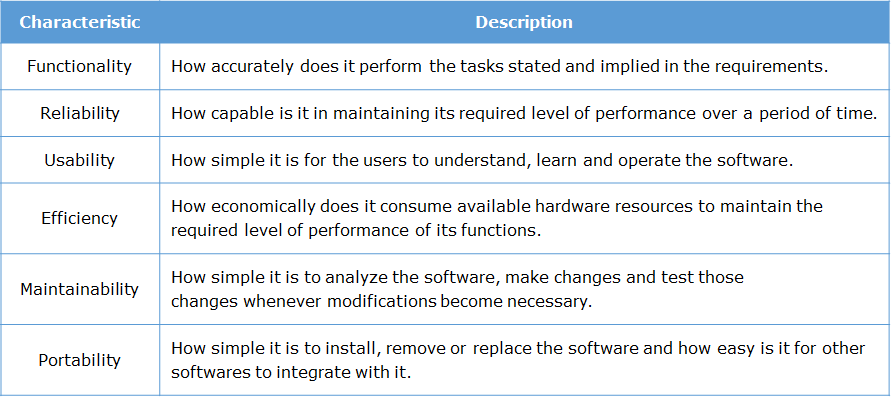 Characteristic Description
Functionality How accurately does it perform the tasks stated and implied in the requirements.
Reliability How capable is it in maintaining its required level of performance over a period of time.
Usability How simple it is for the users to understand, learn and operate the software.
Efficiency How economically does it consume available hardware resources to maintain the
required level of performance of its functions.
Maintainability How simple it is to analyze the software, make changes and test those
changes whenever modifications become necessary.
Portability How simple it is to install, remove or replace the software and how easy is it for other
softwares to integrate with it.